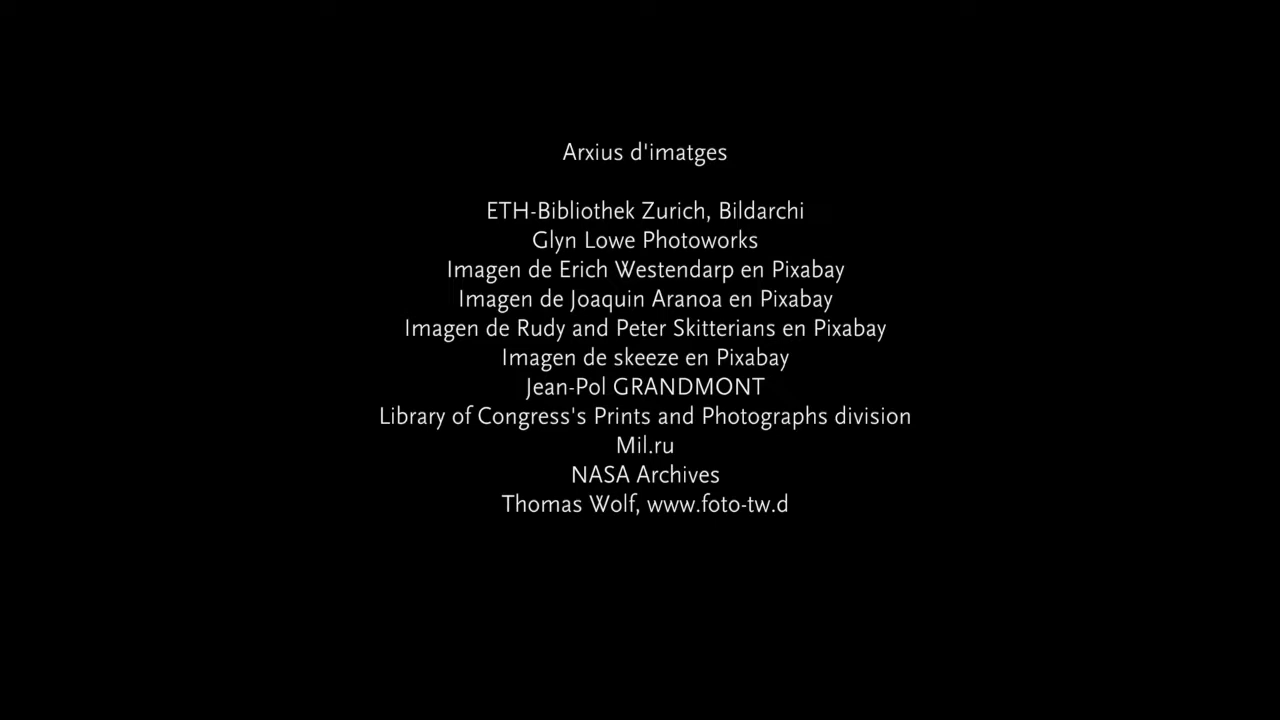 Arxius d'imatges
ETH-Bibliothek Zurich, Bildarchi
Glyn Lowe Photoworks
Imagen de Erich Westendarp en Pixabay
Imagen de Joaquin Aranoa en Pixabay
Imagen de Rudy and Peter Skitterians en Pixabay
Imagen de skeeze en Pixabay
Jean-Pol GRANDMONT
Library of Congress's Prints and Photographs division
Mil.ru
NASA Archives
Thomas Wolf, www.foto-tw.d